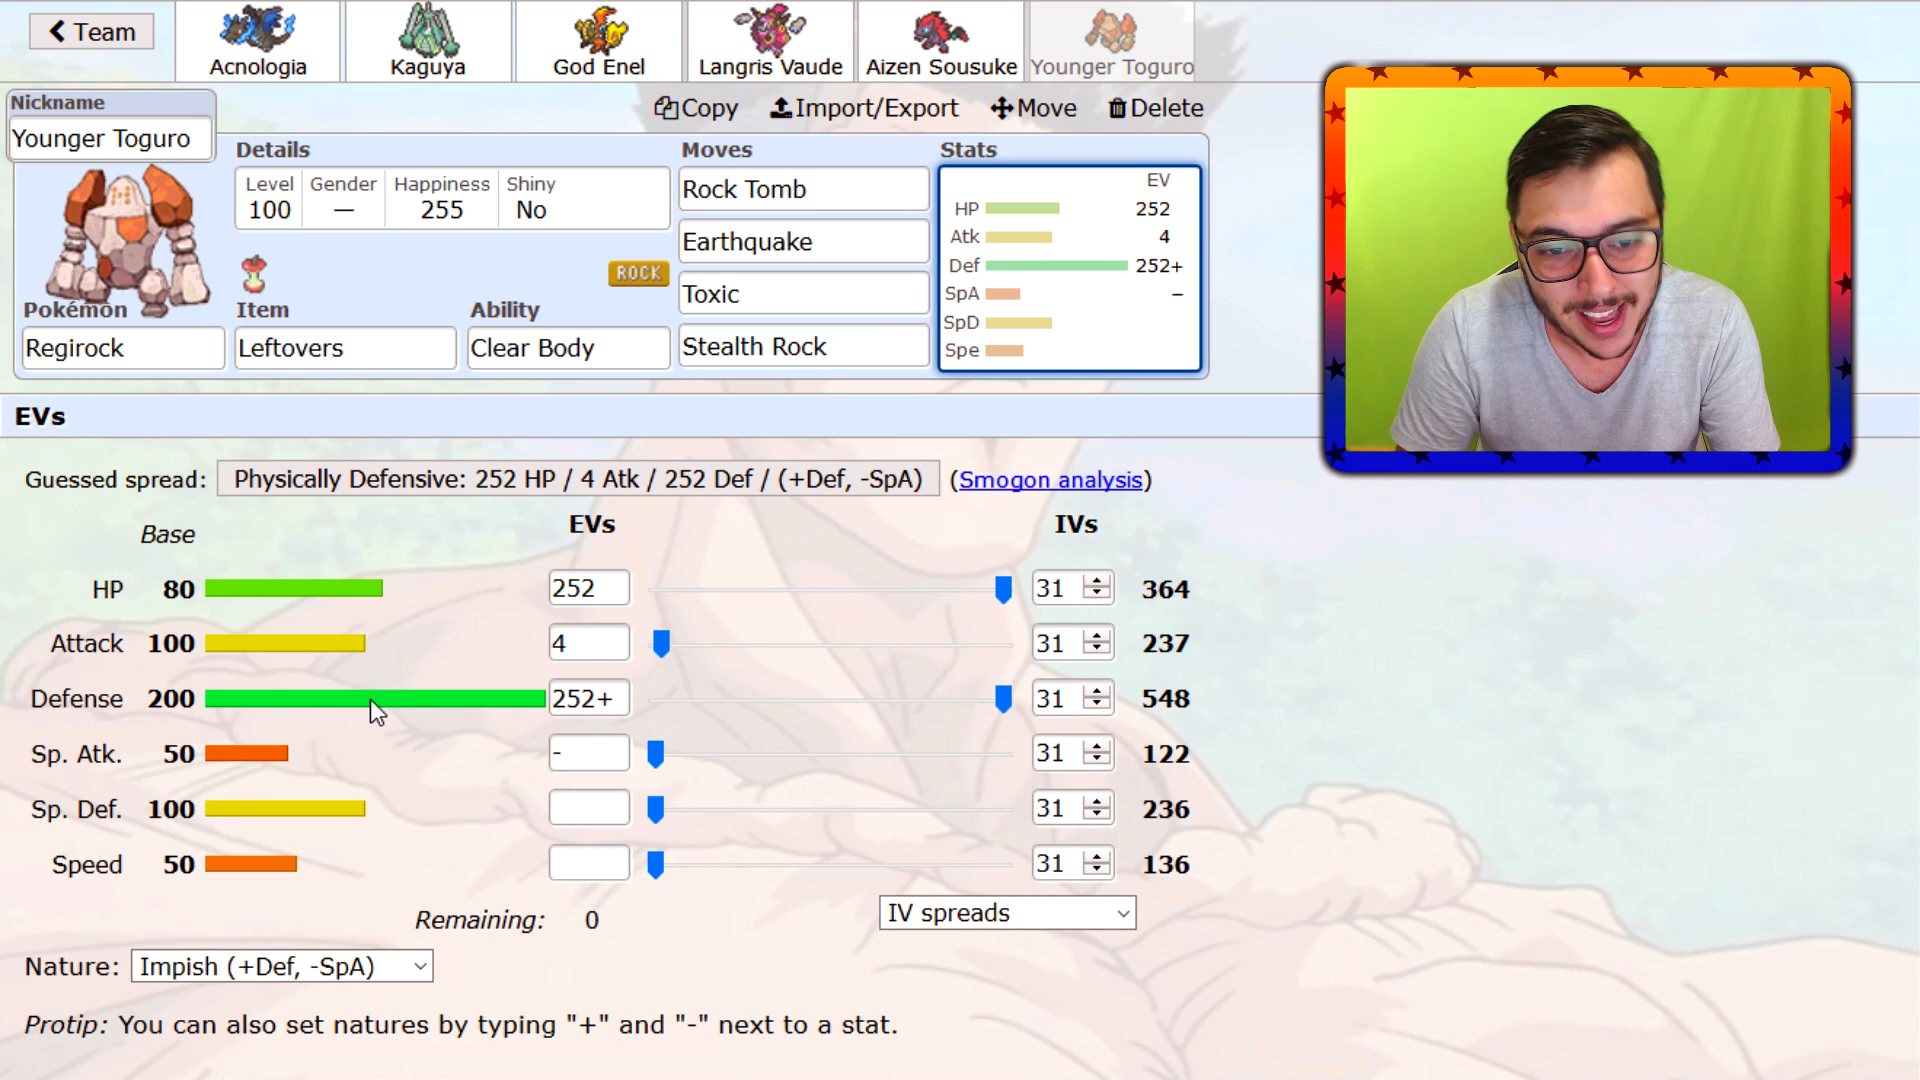 Team
Acnologia
Kaguya
God Enel
Langris Vaude
Aizen Sousuke
Younger Toguro
Nickname
Younger Toguro
Copy
Import/Export
Move
Delete
Details
Moves
Stats
Level Gender Happiness Shiny
100 — 255 No
Rock Tomb
Earthquake
Toxic
Stealth Rock
EV
HP 252
Atk 4
Def 252+
SpA –
SpD
Spe
ROCK
Pokémon Item Ability
Regirock Leftovers Clear Body
EVs
Guessed spread: Physically Defensive: 252 HP / 4 Atk / 252 Def / (+Def, -SpA) (Smogon analysis)
Base EVs IVs
HP 80 252 31 364
Attack 100 4 31 237
Defense 200 252+ 31 548
Sp. Atk. 50 - 31 122
Sp. Def. 100 31 236
Speed 50 31 136
Remaining: 0 IV spreads
Nature: Impish (+Def, -SpA)
Protip: You can also set natures by typing "+" and "-" next to a stat.